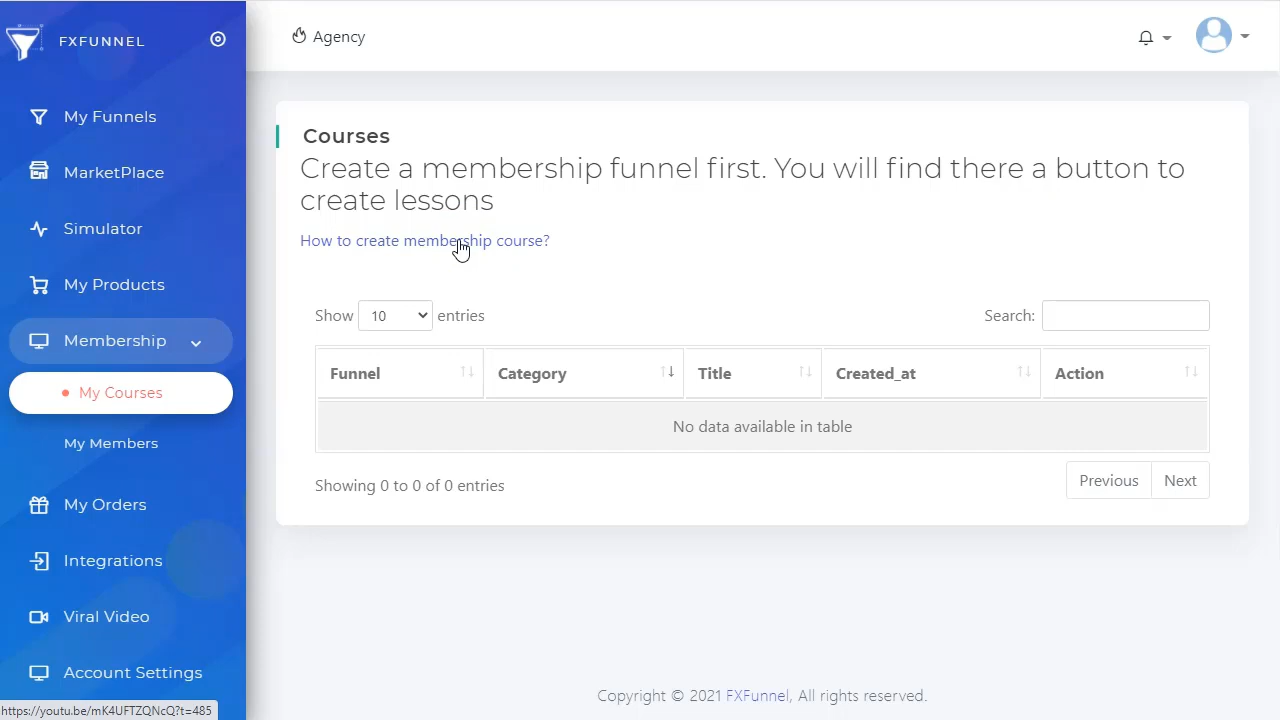 FXFUNNEL
Agency
My Funnels
MarketPlace
Simulator
My Products
Membership
My Courses
My Members
My Orders
Integrations
Viral Video
Account Settings
https://youtu.be/mK4UFTZQNcQ?t=485
Courses
Create a membership funnel first. You will find there a button to
create lessons
How to create membership course?
Show 10 entries
Search:
Funnel Category Title Created_at Action
No data available in table
Showing 0 to 0 of 0 entries
Previous Next
Copyright © 2021 FXFunnel, All rights reserved.